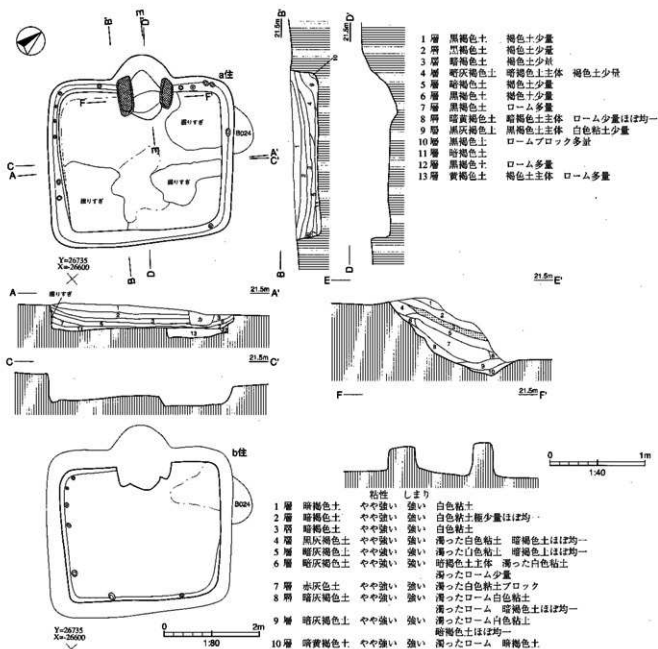 B'
D'
E
21.5m
21.5m
a住
F
F'
掘りすぎ
B024
E'
C
A
A'
C'
掘りすぎ
掘りすぎ
B
D
Y=26735
X=-26600
B
D
1 層 黒褐色土 褐色土少量
2 層 黒褐色土 褐色土少量
3 層 暗褐色土 褐色土少量
4 層 暗灰褐色土 暗褐色土主体 褐色土少量
5 層 暗褐色土 褐色土少量
6 層 黒褐色土 褐色土少量
7 層 黒褐色土 ローム多量
8 層 暗黄褐色土 暗褐色土主体 ローム少量ほぼ均一
9 層 黒灰褐色土 黒褐色土主体 白色粘土少量
10 層 黒褐色土 ロームブロック多量
11 層 暗褐色土
12 層 黒褐色土 ローム多量
13 層 黄褐色土 褐色土主体 ローム多量
A
掘りすぎ
21.5m
A'
E
21.5m
E'
C
21.5m
C'
F
21.5m
F'
b住
B024
Y=26735
X=-26600
0
2m
1:80
0
1m
1:40
粘性 しまり
1 層 暗褐色土 やや強い 強い 白色粘土
2 層 暗褐色土 やや強い 強い 白色粘土極少量ほぼ均一
3 層 暗褐色土 やや強い 強い 白色粘土
4 層 黒灰褐色土 やや強い 強い 濁った白色粘土 暗褐色土ほぼ均一
5 層 暗灰褐色土 やや強い 強い 濁った白色粘土 暗褐色土ほぼ均一
6 層 暗灰褐色土 やや強い 強い 暗褐色土主体 濁った白色粘土
濁ったローム少量
7 層 赤灰色土 やや強い 強い 濁った白色粘土ブロック
8 層 暗灰褐色土 やや強い 強い 濁ったローム白色粘土
濁ったローム 暗褐色土ほぼ均一
9 層 暗灰褐色土 やや強い 強い 濁ったローム白色粘土
暗褐色土ほぼ均一
10 層 暗黄褐色土 やや強い 強い 濁ったローム 暗褐色土